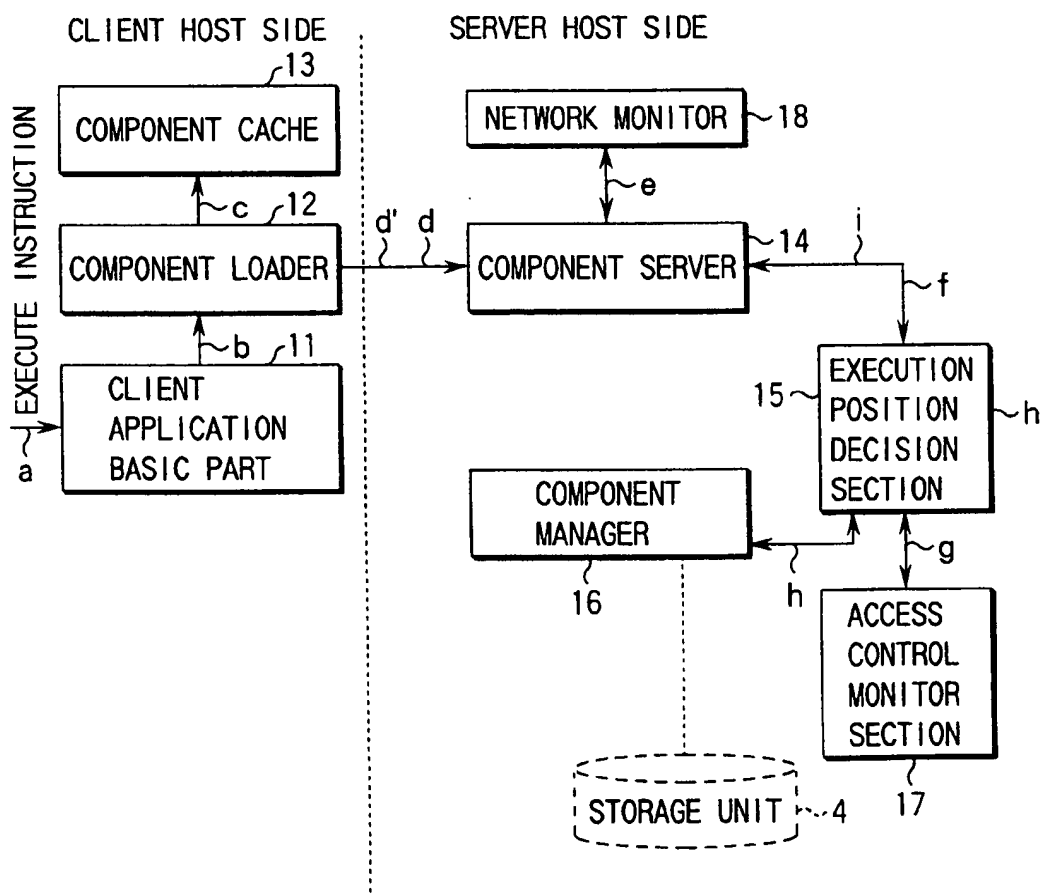 CLIENT HOST SIDE
SERVER HOST SIDE
13
COMPONENT CACHE
NETWORK MONITOR
18
EXECUTE INSTRUCTION
c
12
e
COMPONENT LOADER
d'
d
14
COMPONENT SERVER
i
f
b
11
CLIENT
APPLICATION
BASIC PART
a
15
EXECUTION
POSITION
DECISION
SECTION
h
COMPONENT
MANAGER
16
h
g
ACCESS
CONTROL
MONITOR
SECTION
17
STORAGE UNIT
4